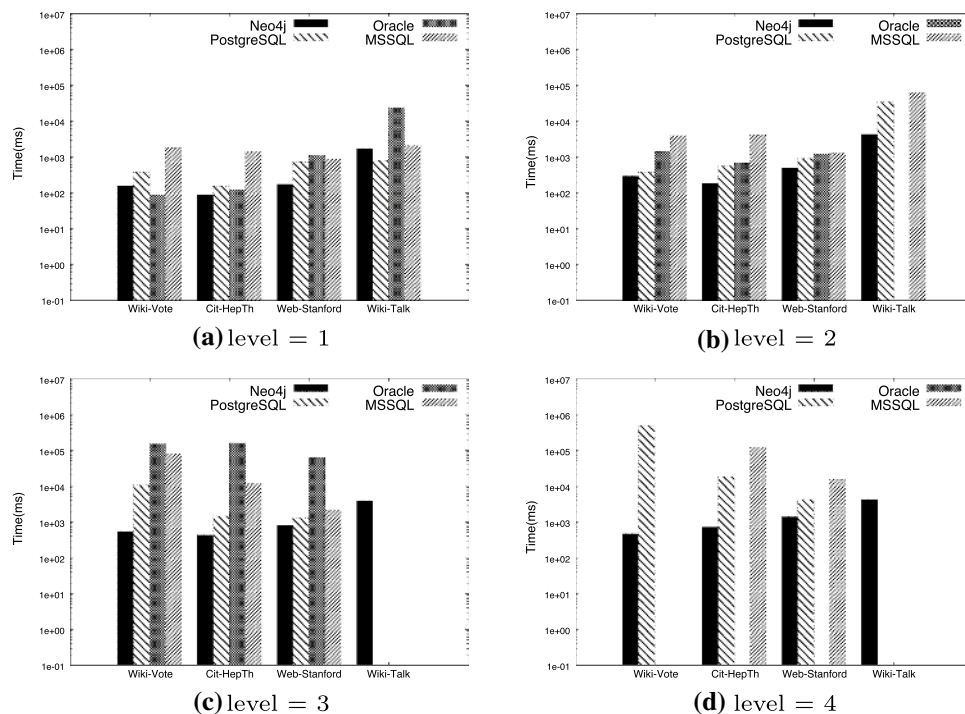 1e+07
1e+06
1e+05
1e+04
1e+03
1e+02
1e+01
1e+00
1e-01
Time(ms)
Neo4j
PostgreSQL
Oracle
MSSQL
Wiki-Vote Cit-HepTh Web-Stanford Wiki-Talk
(a) level = 1
1e+07
1e+06
1e+05
1e+04
1e+03
1e+02
1e+01
1e+00
1e-01
Time(ms)
Neo4j
PostgreSQL
Oracle
MSSQL
Wiki-Vote Cit-HepTh Web-Stanford Wiki-Talk
(b) level = 2
1e+07
1e+06
1e+05
1e+04
1e+03
1e+02
1e+01
1e+00
1e-01
Time(ms)
Neo4j
PostgreSQL
Oracle
MSSQL
Wiki-Vote Cit-HepTh Web-Stanford Wiki-Talk
(c) level = 3
1e+07
1e+06
1e+05
1e+04
1e+03
1e+02
1e+01
1e+00
1e-01
Time(ms)
Neo4j
PostgreSQL
Oracle
MSSQL
Wiki-Vote Cit-HepTh Web-Stanford Wiki-Talk
(d) level = 4